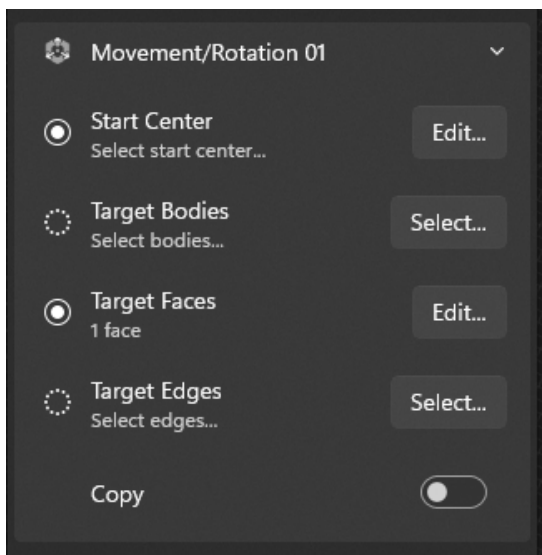 Movement/Rotation 01
Start Center
Select start center...
Edit...
Target Bodies
Select bodies...
Select...
Target Faces
1 face
Edit...
Target Edges
Select edges...
Select...
Copy